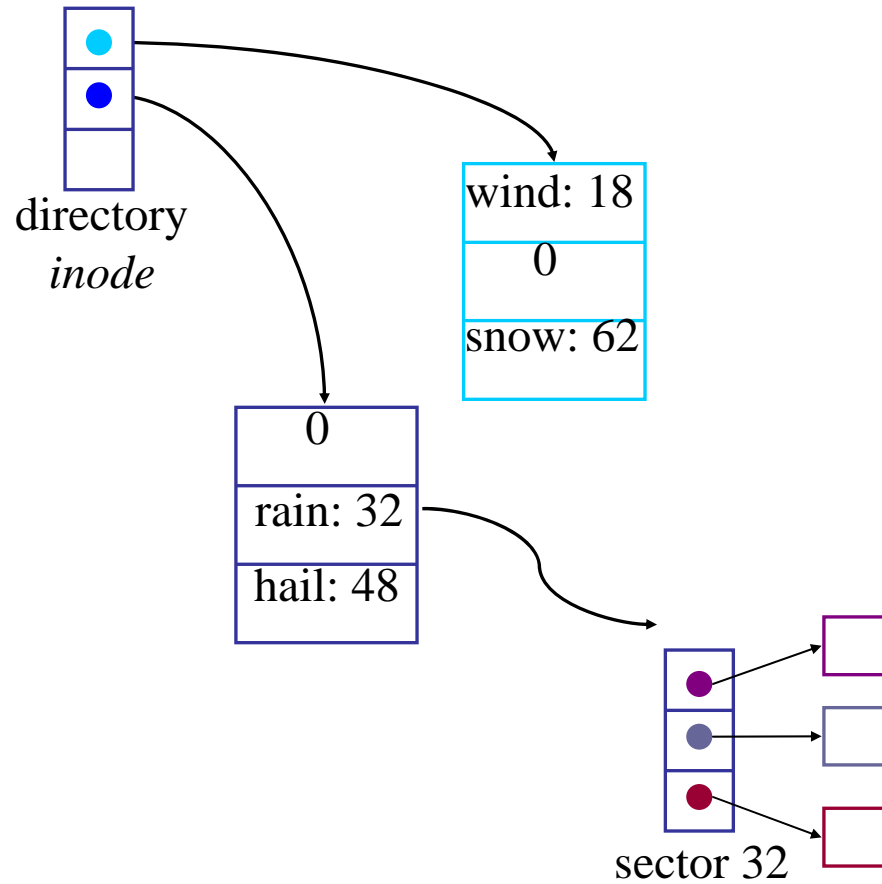 directory
inode
wind: 18
0
snow: 62
0
rain: 32
hail: 48
sector 32